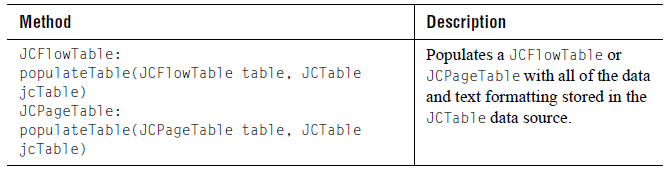 Method Description
JCFlowTable:
populateTable(JCFlowTable table, JCTable
jcTable)
JCPageTable:
populateTable(JCPageTable table, JCTable
jcTable)
Populates a JCFlowTable or
JCPageTable with all of the data
and text formatting stored in the
JCTable data source.